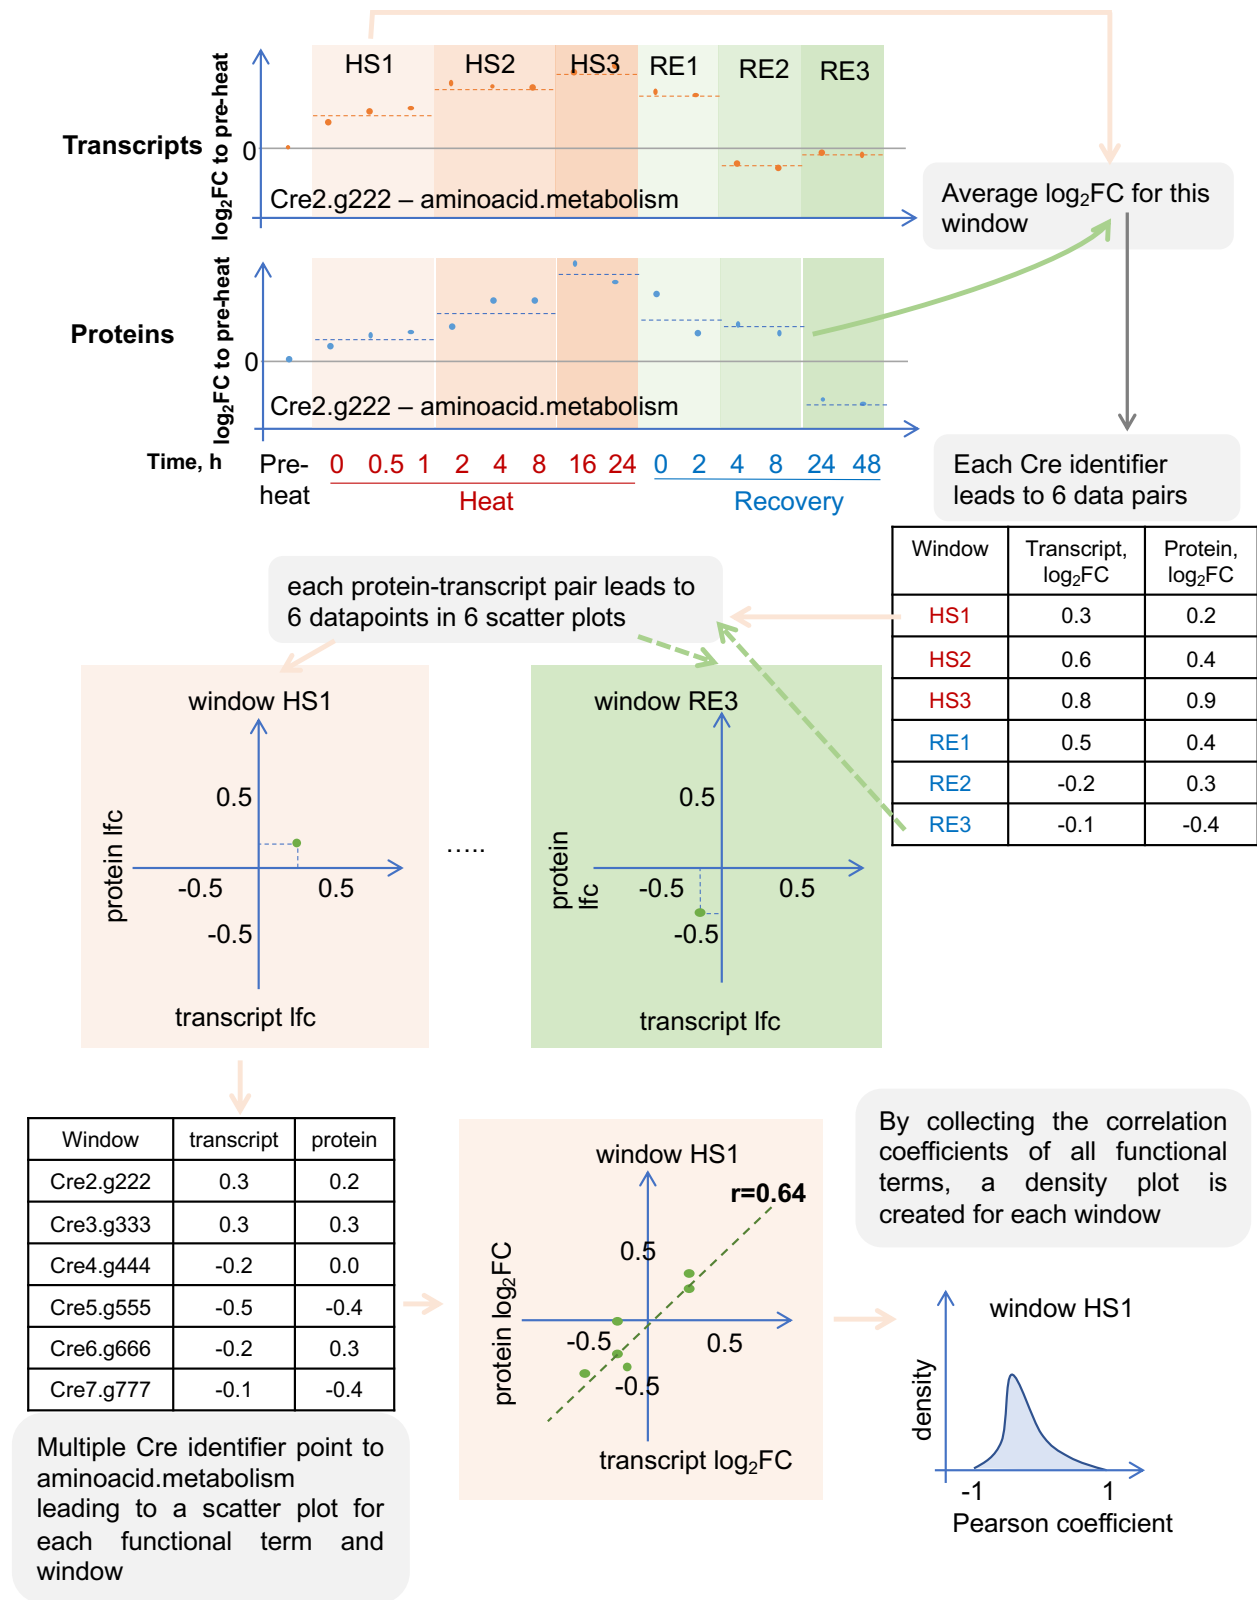 HS1
HS2
HS3
RE1
RE2
RE3
Transcripts
log₂FC to pre-heat
0
Cre2.g222 – aminoacid.metabolism
Average log₂FC for this
window
Proteins
log₂FC to pre-heat
0
Cre2.g222 – aminoacid.metabolism
Time, h
Pre-
heat
0 0.5 1 2 4 8 16 24
Heat
0 2 4 8 24 48
Recovery
Each Cre identifier
leads to 6 data pairs
Window Transcript, log₂FC Protein, log₂FC
HS1 0.3 0.2
HS2 0.6 0.4
HS3 0.8 0.9
RE1 0.5 0.4
RE2 -0.2 0.3
RE3 -0.1 -0.4
each protein-transcript pair leads to
6 datapoints in 6 scatter plots
window HS1
0.5
protein lfc
-0.5 0.5
-0.5
transcript lfc
.....
window RE3
0.5
protein
lfc
-0.5 0.5
-0.5
transcript lfc
Window transcript protein
Cre2.g222 0.3 0.2
Cre3.g333 0.3 0.3
Cre4.g444 -0.2 0.0
Cre5.g555 -0.5 -0.4
Cre6.g666 -0.2 0.3
Cre7.g777 -0.1 -0.4
Multiple Cre identifier point to
aminoacid.metabolism
leading to a scatter plot for
each functional term and
window
window HS1
r=0.64
0.5
protein log₂FC
-0.5 0.5
-0.5
transcript log₂FC
By collecting the correlation
coefficients of all functional
terms, a density plot is
created for each window
window HS1
density
-1 1
Pearson coefficient